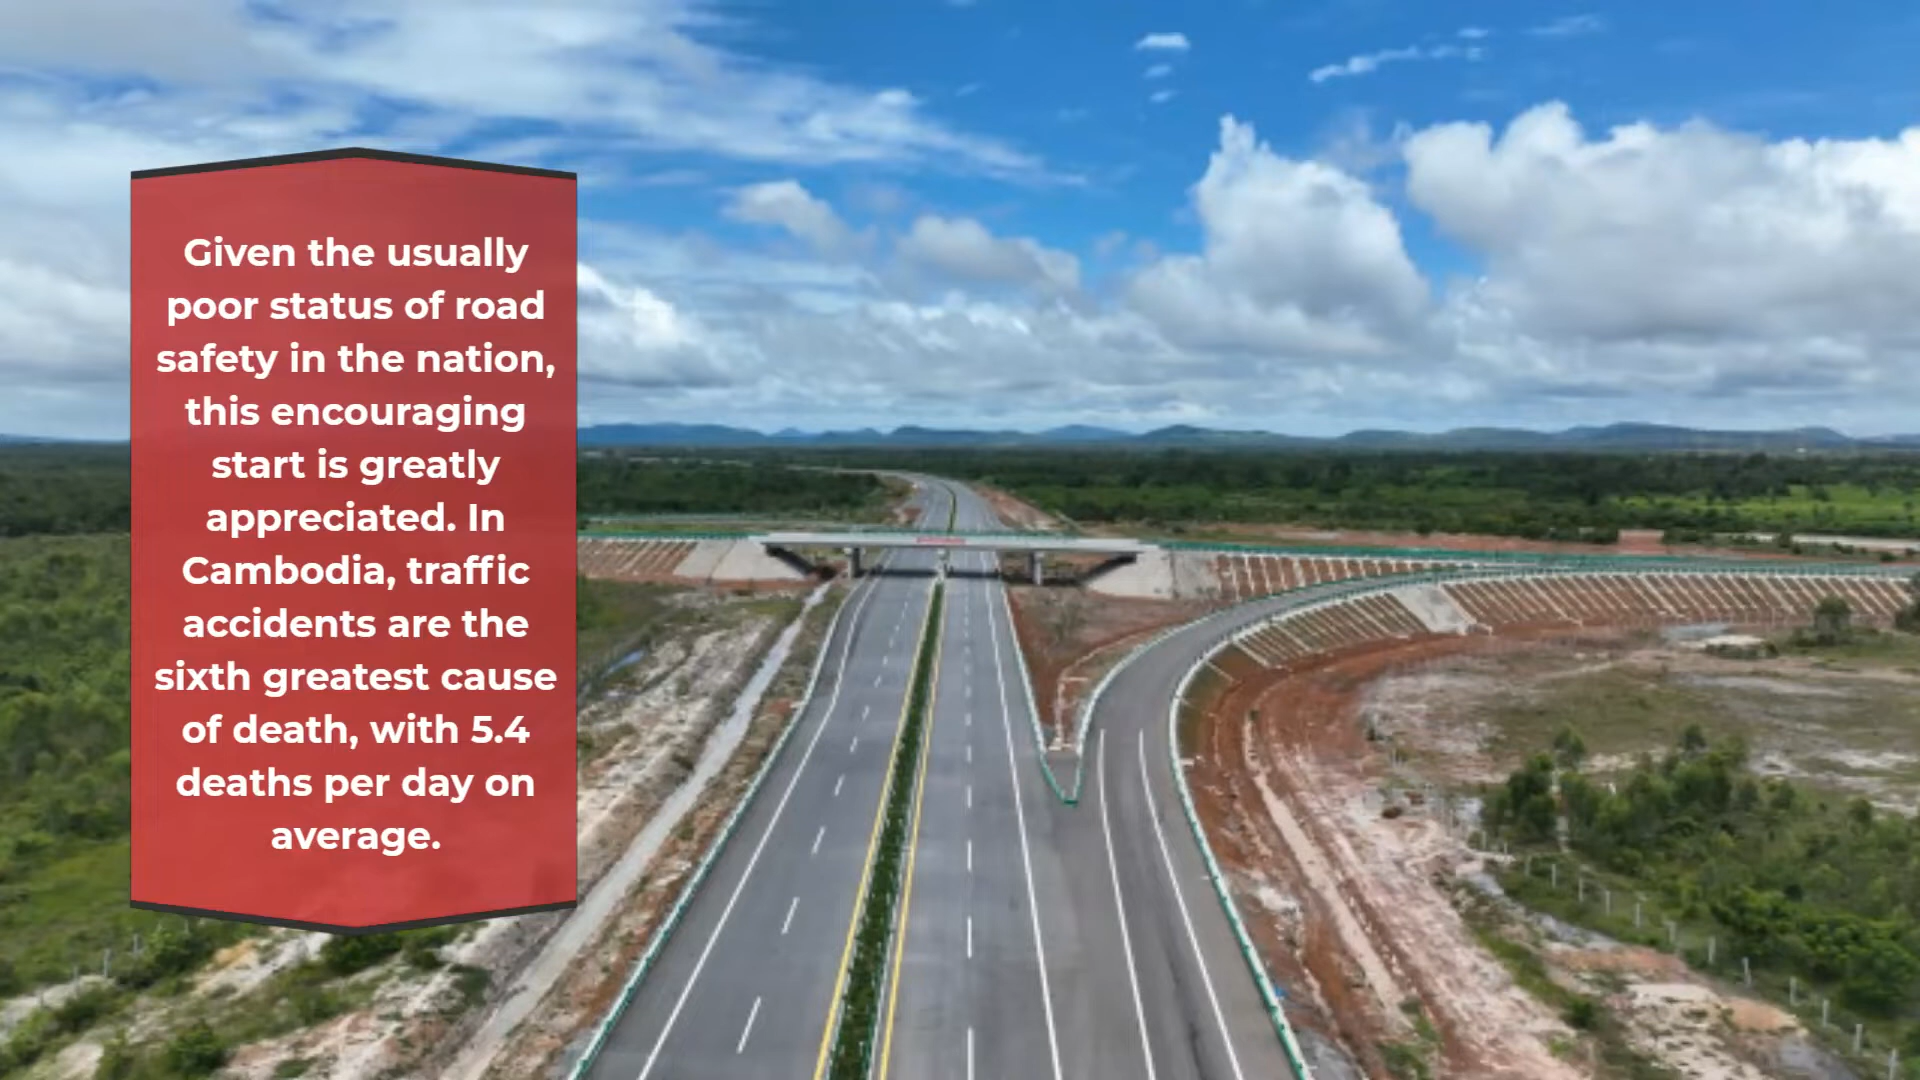 Given the usually
poor status of road
safety in the nation,
this encouraging
start is greatly
appreciated. In
Cambodia, traffic
accidents are the
sixth greatest cause
of death, with 5.4
deaths per day on
average.